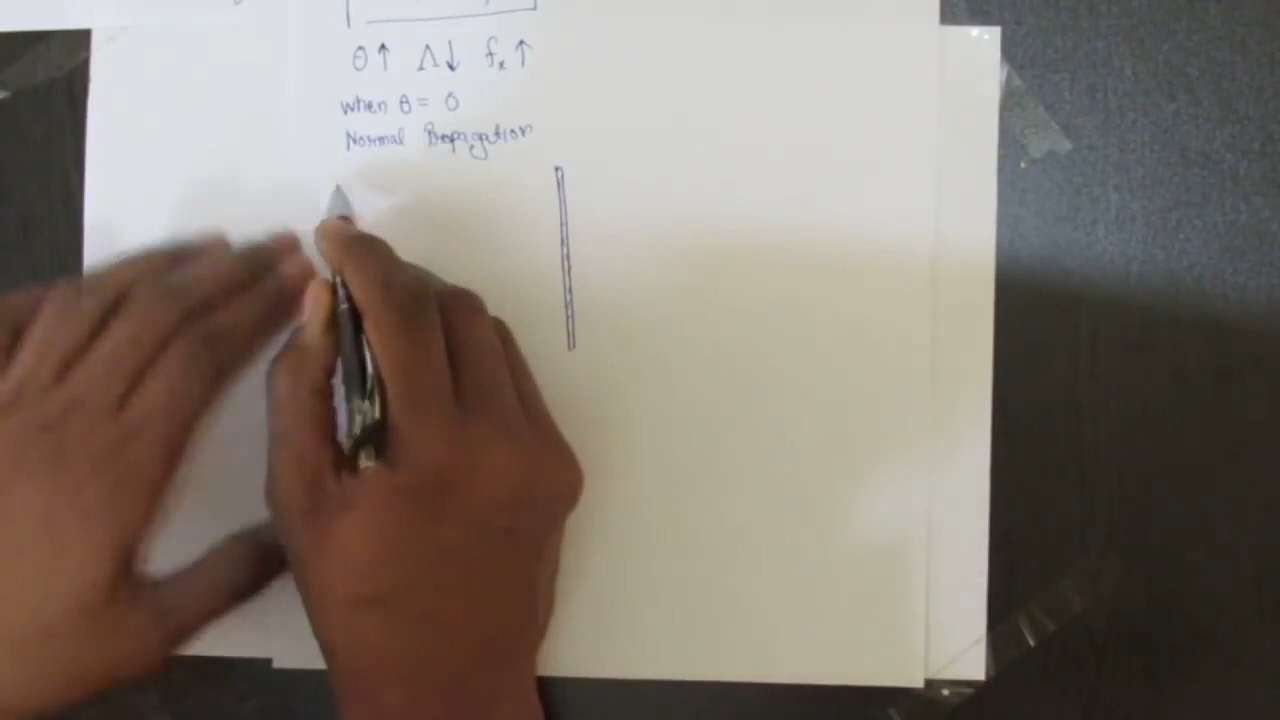 θ↑ Λ↓ fₓ↑
when θ = 0
Normal Propagation